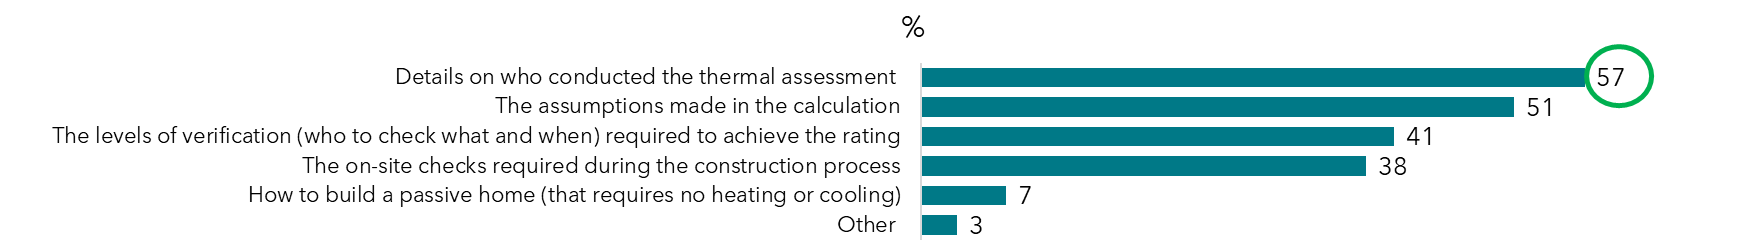 %
Details on who conducted the thermal assessment 57
The assumptions made in the calculation 51
The levels of verification (who to check what and when) required to achieve the rating 41
The on-site checks required during the construction process 38
How to build a passive home (that requires no heating or cooling) 7
Other 3